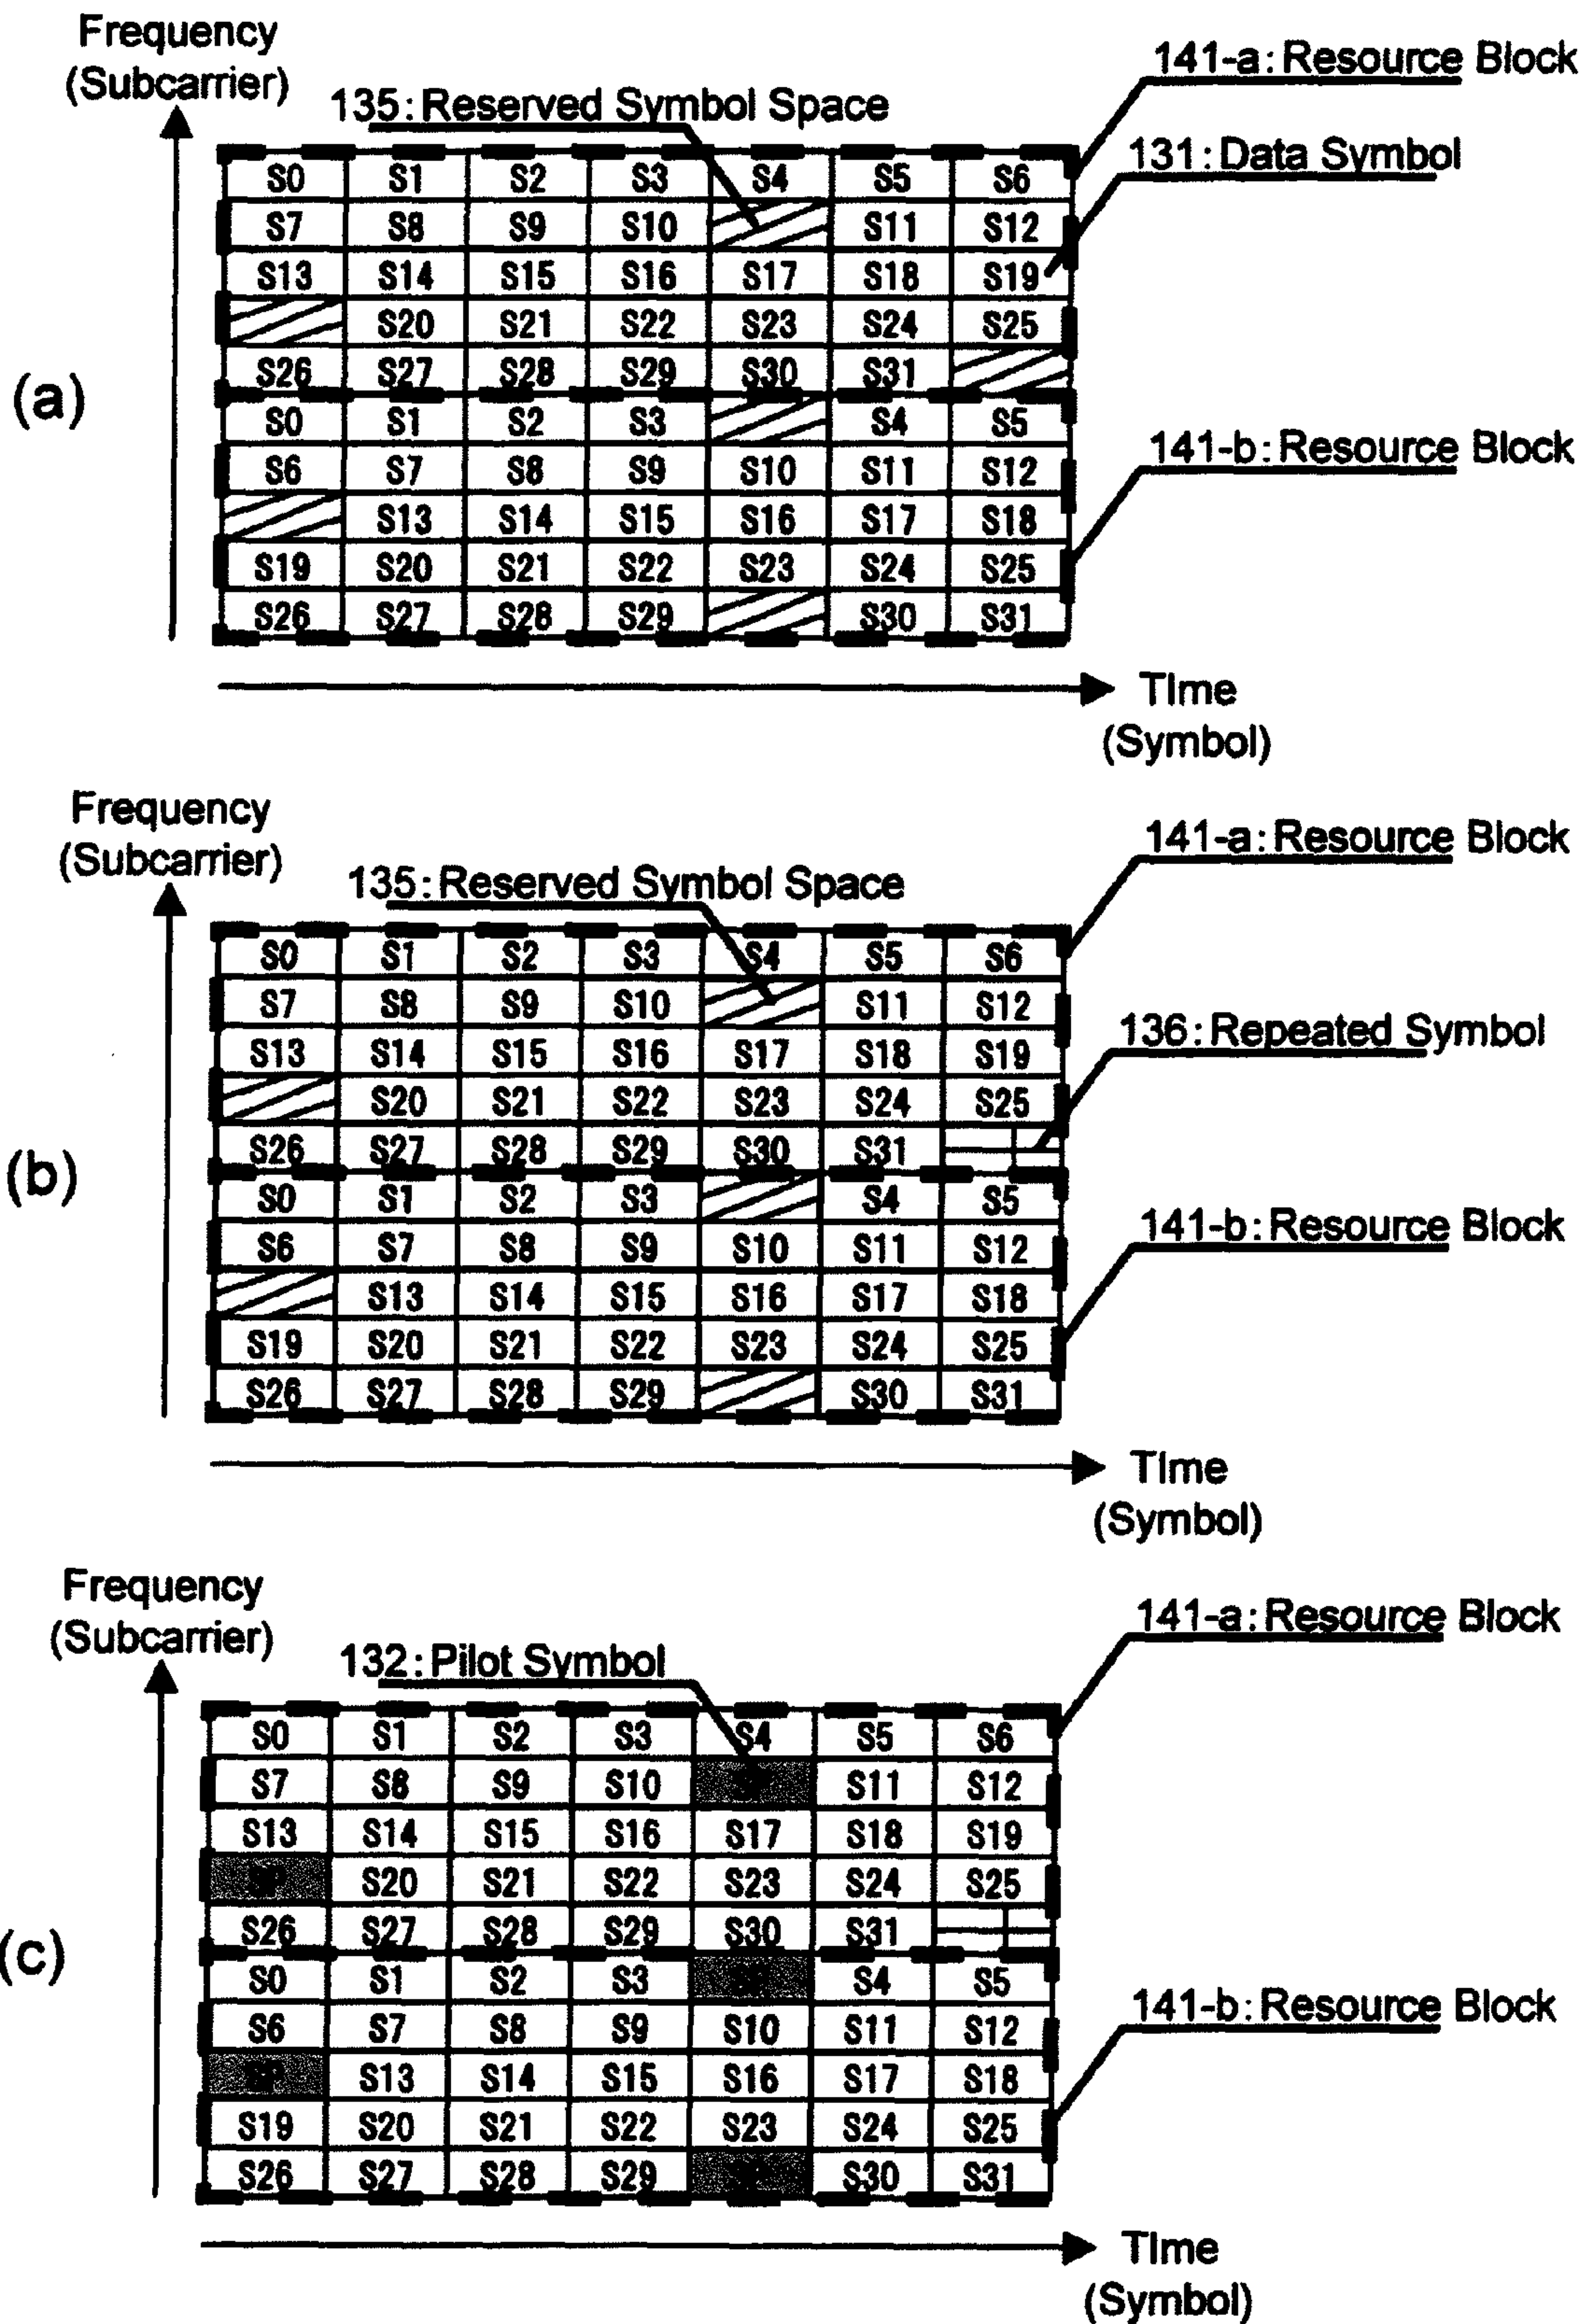 Frequency
(Subcarrier)
141-a:Resource Block
135:Reserved Symbol Space
131:Data Symbol
S0 S1 S2 S3 S4 S5 S6
S7 S8 S9 S10 S11 S12
S13 S14 S15 S16 S17 S18 S19
S20 S21 S22 S23 S24 S25
S26 S27 S28 S29 S30 S31
(a)
S0 S1 S2 S3 S4 S5
141-b:Resource Block
S6 S7 S8 S9 S10 S11 S12
S13 S14 S15 S16 S17 S18
S19 S20 S21 S22 S23 S24 S25
S26 S27 S28 S29 S30 S31
TIme
(Symbol)
Frequency
(Subcarrier)
141-a:Resource Block
135:Reserved Symbol Space
S0 S1 S2 S3 S4 S5 S6
S7 S8 S9 S10 S11 S12
136:Repeated Symbol
S13 S14 S15 S16 S17 S18 S19
S20 S21 S22 S23 S24 S25
S26 S27 S28 S29 S30 S31
(b)
S0 S1 S2 S3 S4 S5
141-b:Resource Block
S6 S7 S8 S9 S10 S11 S12
S13 S14 S15 S16 S17 S18
S19 S20 S21 S22 S23 S24 S25
S26 S27 S28 S29 S30 S31
TIme
(Symbol)
Frequency
(Subcarrier)
141-a:Resource Block
132:Pilot Symbol
S0 S1 S2 S3 S4 S5 S6
S7 S8 S9 S10 SP S11 S12
S13 S14 S15 S16 S17 S18 S19
SP S20 S21 S22 S23 S24 S25
S26 S27 S28 S29 S30 S31
(c)
S0 S1 S2 S3 SP S4 S5
141-b:Resource Block
S6 S7 S8 S9 S10 S11 S12
SP S13 S14 S15 S16 S17 S18
S19 S20 S21 S22 S23 S24 S25
S26 S27 S28 S29 SP S30 S31
TIme
(Symbol)